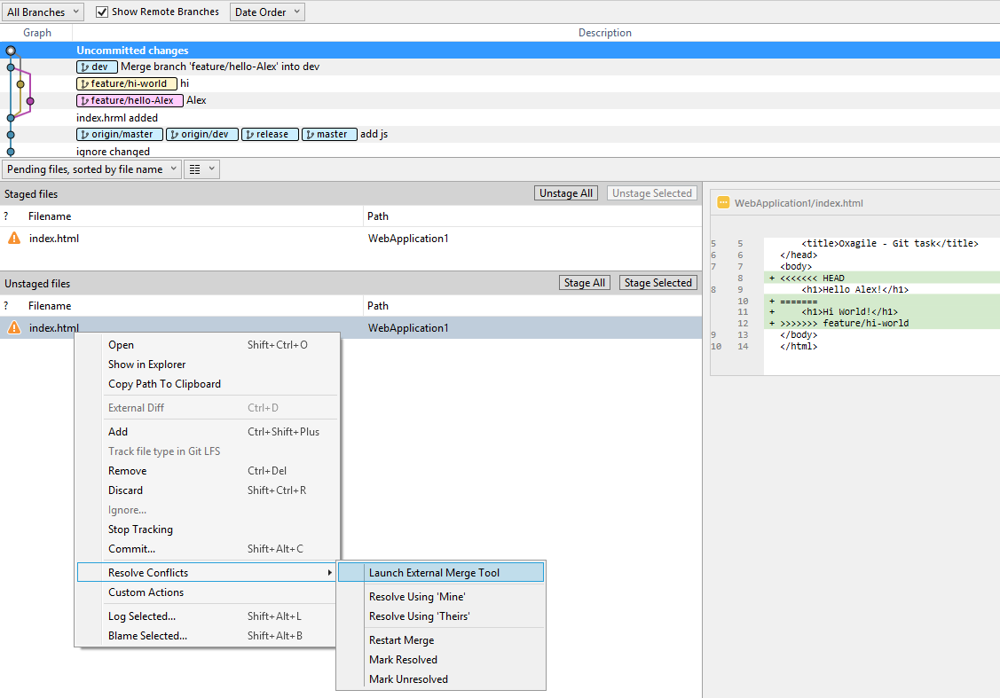 All Branches Show Remote Branches Date Order
Graph Description
Uncommitted changes
dev Merge branch 'feature/hello-Alex' into dev
feature/hi-world hi
feature/hello-Alex Alex
index.hrml added
origin/master origin/dev release master add js
ignore changed
Pending files, sorted by file name
Staged files Unstage All Unstage Selected
? Filename Path
index.html WebApplication1
Unstaged files Stage All Stage Selected
? Filename Path
index.html WebApplication1
Open Shift+Ctrl+O
Show in Explorer
Copy Path To Clipboard
External Diff Ctrl+D
Add Ctrl+Shift+Plus
Track file type in Git LFS
Remove Ctrl+Del
Discard Shift+Ctrl+R
Ignore...
Stop Tracking
Commit... Shift+Alt+C
Resolve Conflicts
Custom Actions
Log Selected... Shift+Alt+L
Blame Selected... Shift+Alt+B
Launch External Merge Tool
Resolve Using 'Mine'
Resolve Using 'Theirs'
Restart Merge
Mark Resolved
Mark Unresolved
WebApplication1/index.html
5 5 <title>Oxagile - Git task</title>
6 6 </head>
7 7 <body>
8 + <<<<<<< HEAD
8 9 <h1>Hello Alex!</h1>
10 + =======
11 + <h1>Hi World!</h1>
12 + >>>>>>> feature/hi-world
9 13 </body>
10 14 </html>